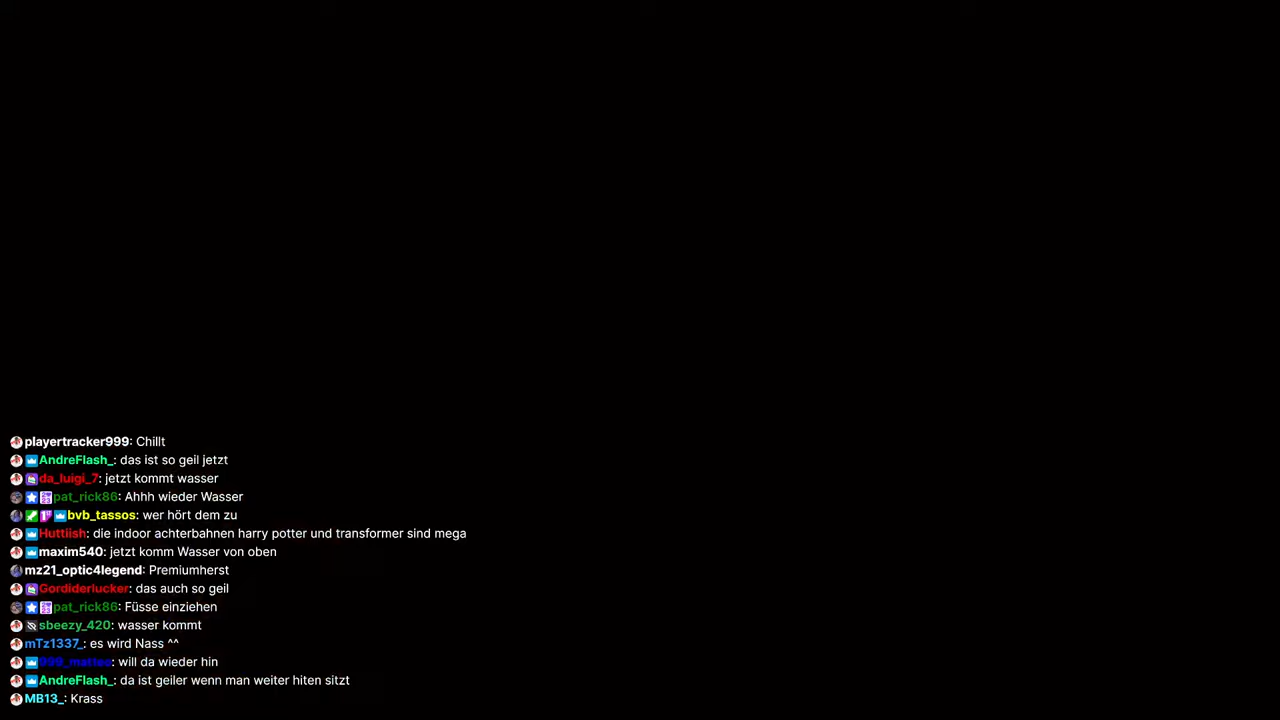 playertracker999: Chillt
AndreFlash_: das ist so geil jetzt
da_luigi_7: jetzt kommt wasser
pat_rick86: Ahhh wieder Wasser
bvb_tassos: wer hört dem zu
Huttiish: die indoor achterbahnen harry potter und transformer sind mega
maxim540: jetzt komm Wasser von oben
mz21_optic4legend: Premiumherst
Gordiderlucker: das auch so geil
pat_rick86: Füsse einziehen
sbeezy_420: wasser kommt
mTz1337_: es wird Nass ^^
999_matteo: will da wieder hin
AndreFlash_: da ist geiler wenn man weiter hiten sitzt
MB13_: Krass